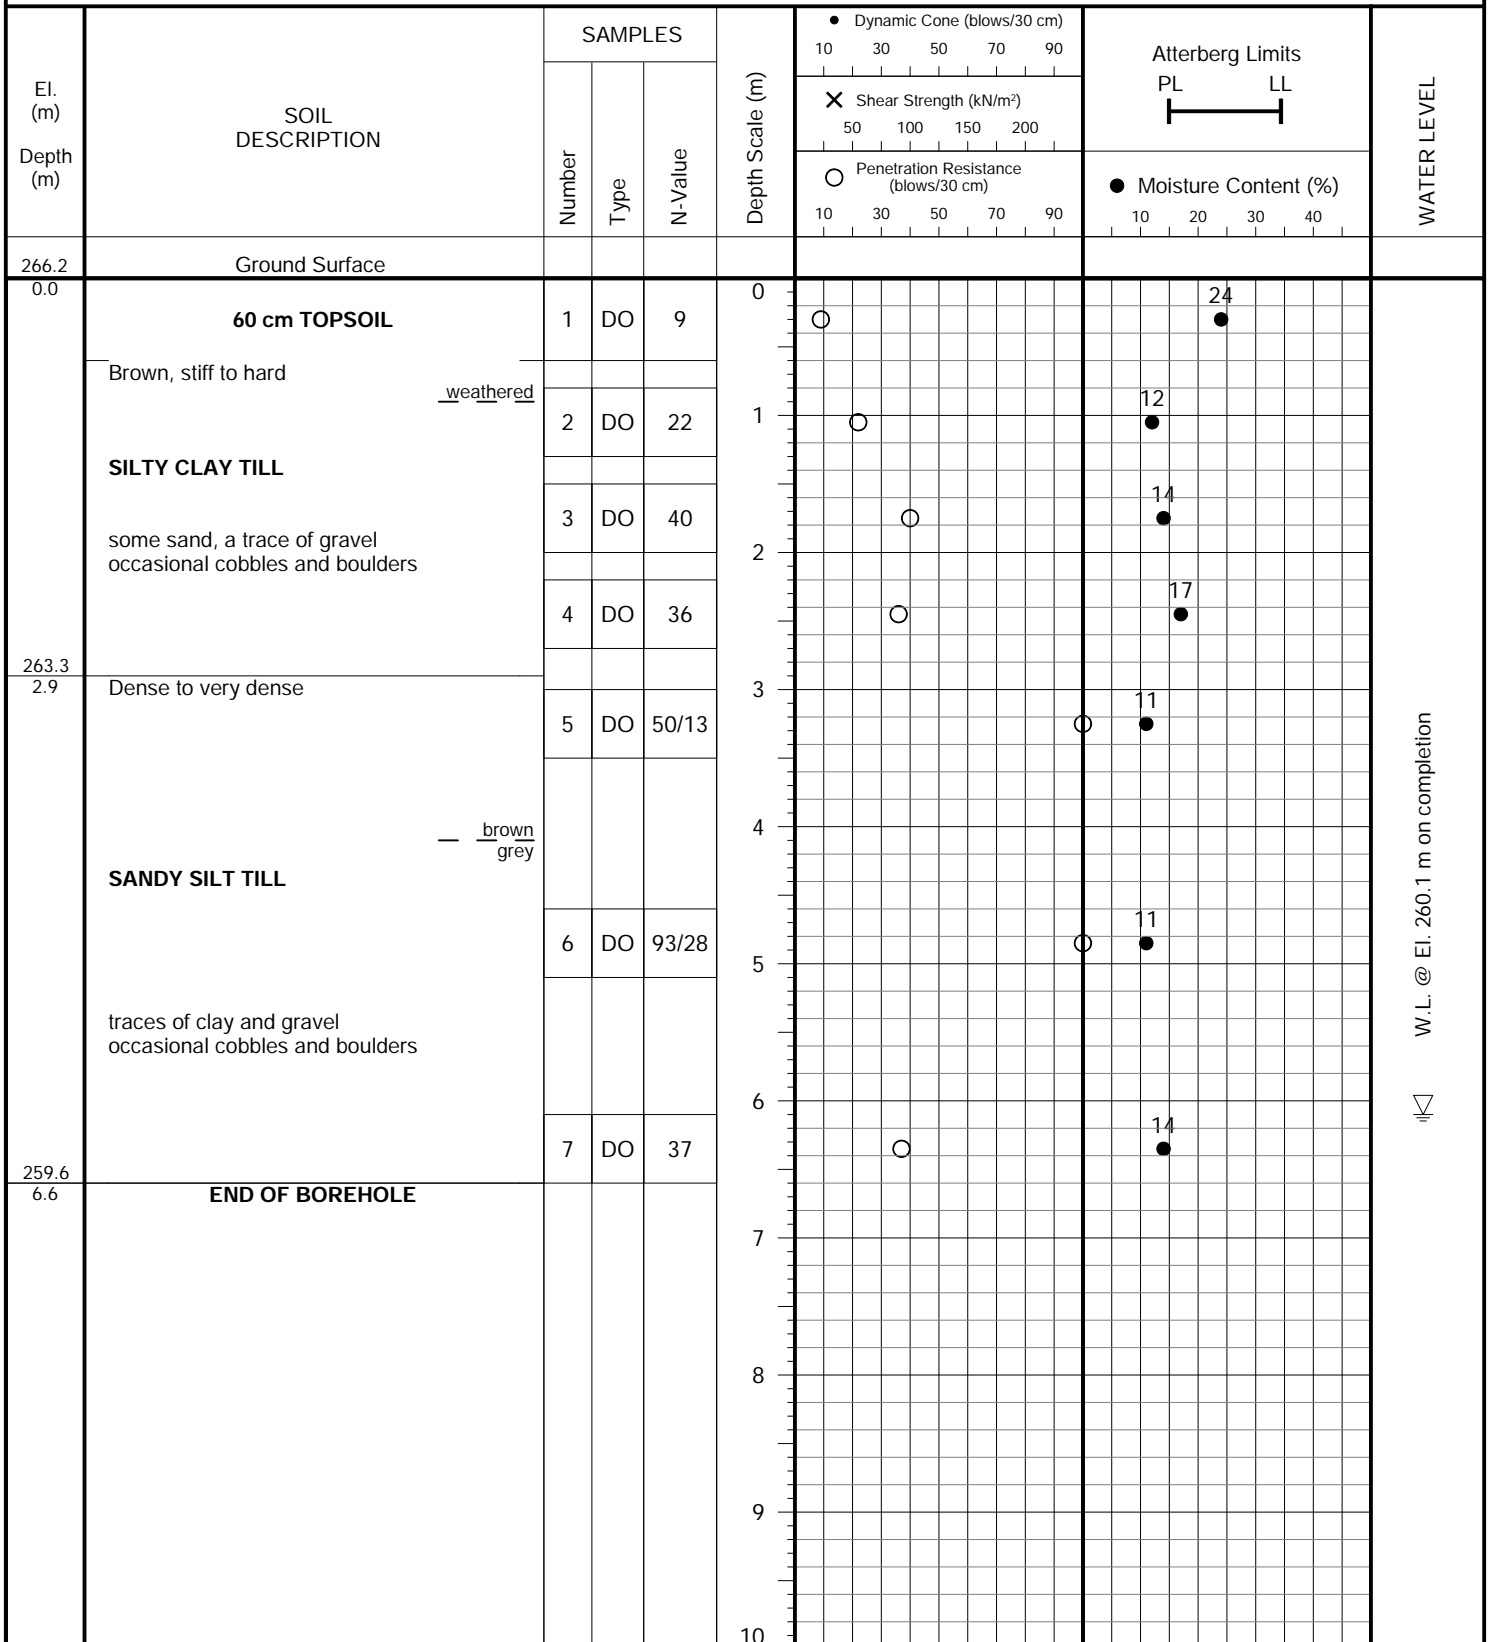 El.
(m)
Depth
(m)
SOIL
DESCRIPTION
SAMPLES
Number
Type
N-Value
Depth Scale (m)
Dynamic Cone (blows/30 cm)
10 30 50 70 90
Shear Strength (kN/m²)
50 100 150 200
Penetration Resistance
(blows/30 cm)
10 30 50 70 90
Atterberg Limits
PL LL
Moisture Content (%)
10 20 30 40
WATER LEVEL
266.2 Ground Surface
0.0
0
60 cm TOPSOIL 1 DO 9
24
Brown, stiff to hard
weathered
2 DO 22
1
12
SILTY CLAY TILL
3 DO 40
14
some sand, a trace of gravel
occasional cobbles and boulders
2
4 DO 36
17
263.3
2.9 Dense to very dense
3
5 DO 50/13
11
brown
grey
4
SANDY SILT TILL
6 DO 93/28
11
5
traces of clay and gravel
occasional cobbles and boulders
6
7 DO 37
14
W.L. @ El. 260.1 m on completion
259.6
6.6 END OF BOREHOLE
7
8
9
10